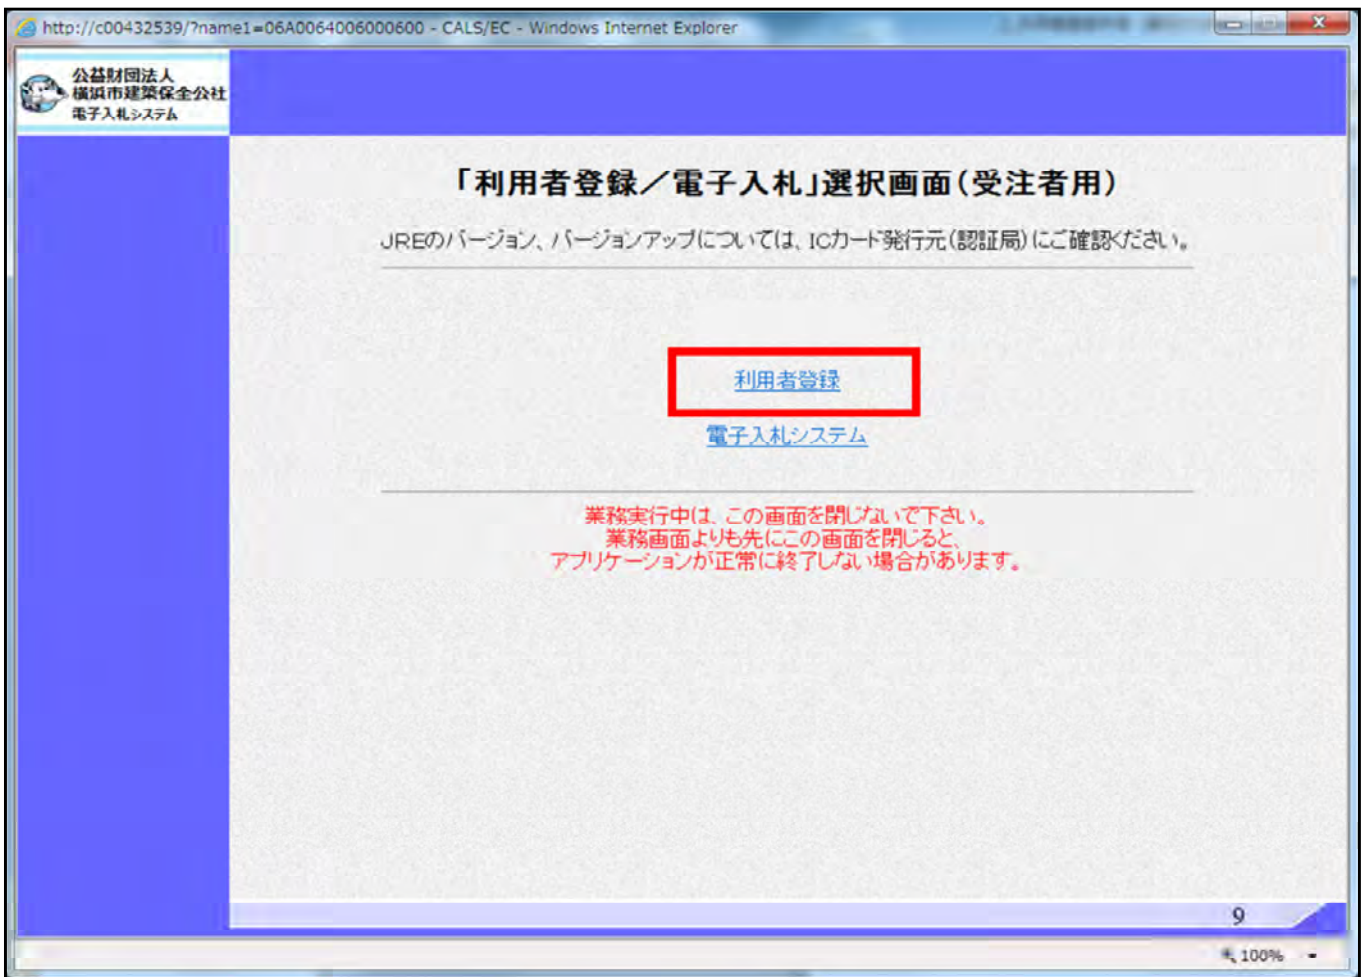 http://c00432539/?name1=06A0064006000600 - CALS/EC - Windows Internet Explorer
公益財団法人
横浜市建築保全公社
電子入札システム
「利用者登録／電子入札」選択画面(受注者用)
JREのバージョン、バージョンアップについては、ICカード発行元(認証局)にご確認ください。
利用者登録
電子入札システム
業務実行中は、この画面を閉じないで下さい。
業務画面よりも先にこの画面を閉じると、
アプリケーションが正常に終了しない場合があります。
9
100%